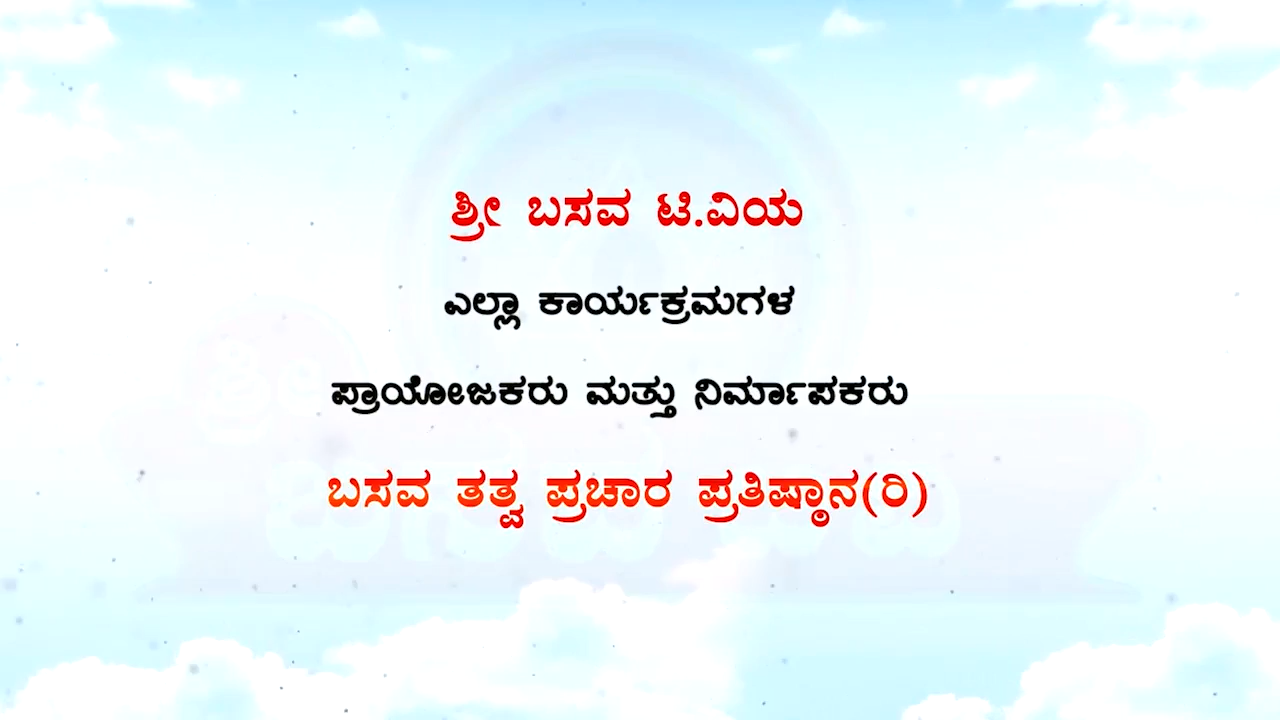 ಶ್ರೀ ಬಸವ ಟಿ.ವಿಯ
ಎಲ್ಲಾ ಕಾರ್ಯಕ್ರಮಗಳ
ಪ್ರಾಯೋಜಕರು ಮತ್ತು ನಿರ್ಮಾಪಕರು
ಬಸವ ತತ್ವ ಪ್ರಚಾರ ಪ್ರತಿಷ್ಠಾನ(ರಿ)